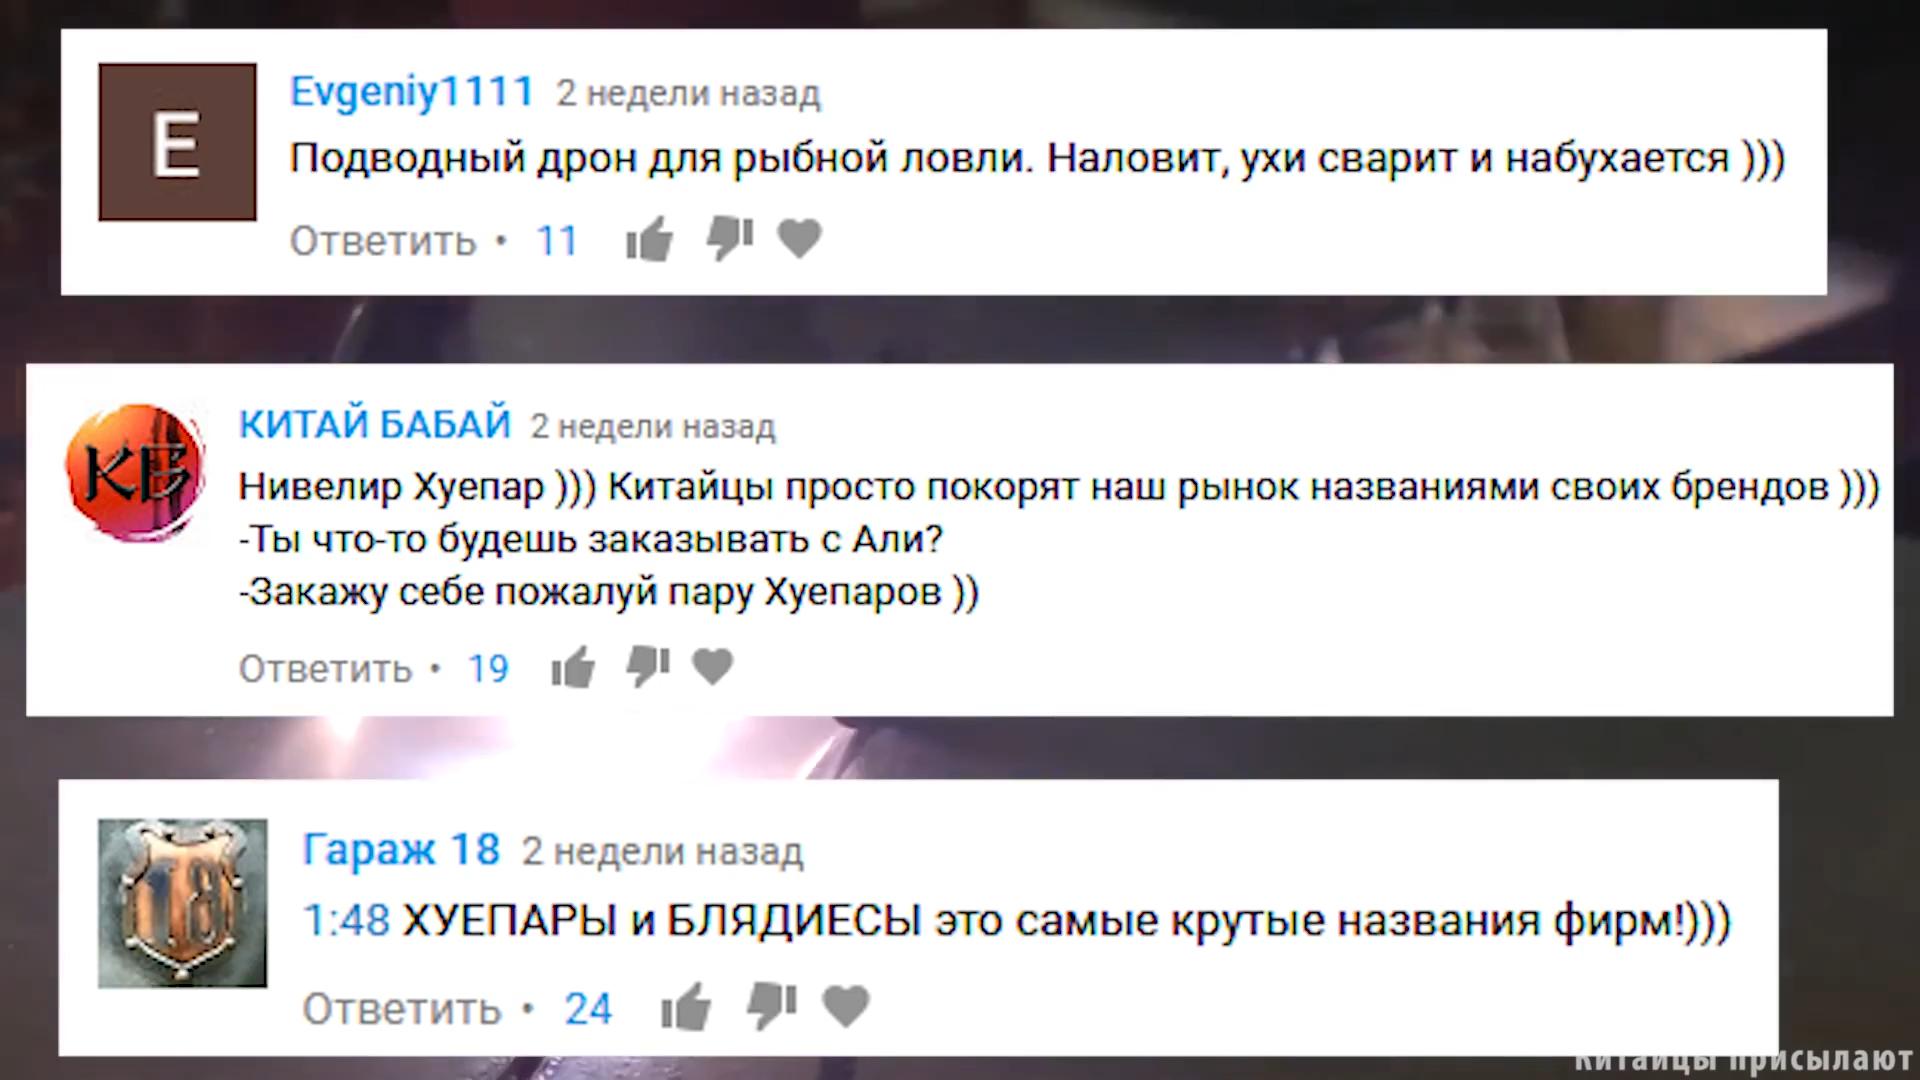 E
Evgeniy1111 2 недели назад
Подводный дрон для рыбной ловли. Наловит, ухи сварит и набухается )))
Ответить • 11
КБ
КИТАЙ БАБАЙ 2 недели назад
Нивелир Хуепар ))) Китайцы просто покорят наш рынок названиями своих брендов )))
-Ты что-то будешь заказывать с Али?
-Закажу себе пожалуй пару Хуепаров ))
Ответить • 19
18
Гараж 18 2 недели назад
1:48 ХУЕПАРЫ и БЛЯДИЕСЫ это самые крутые названия фирм!)))
Ответить • 24
Китайцы присылают